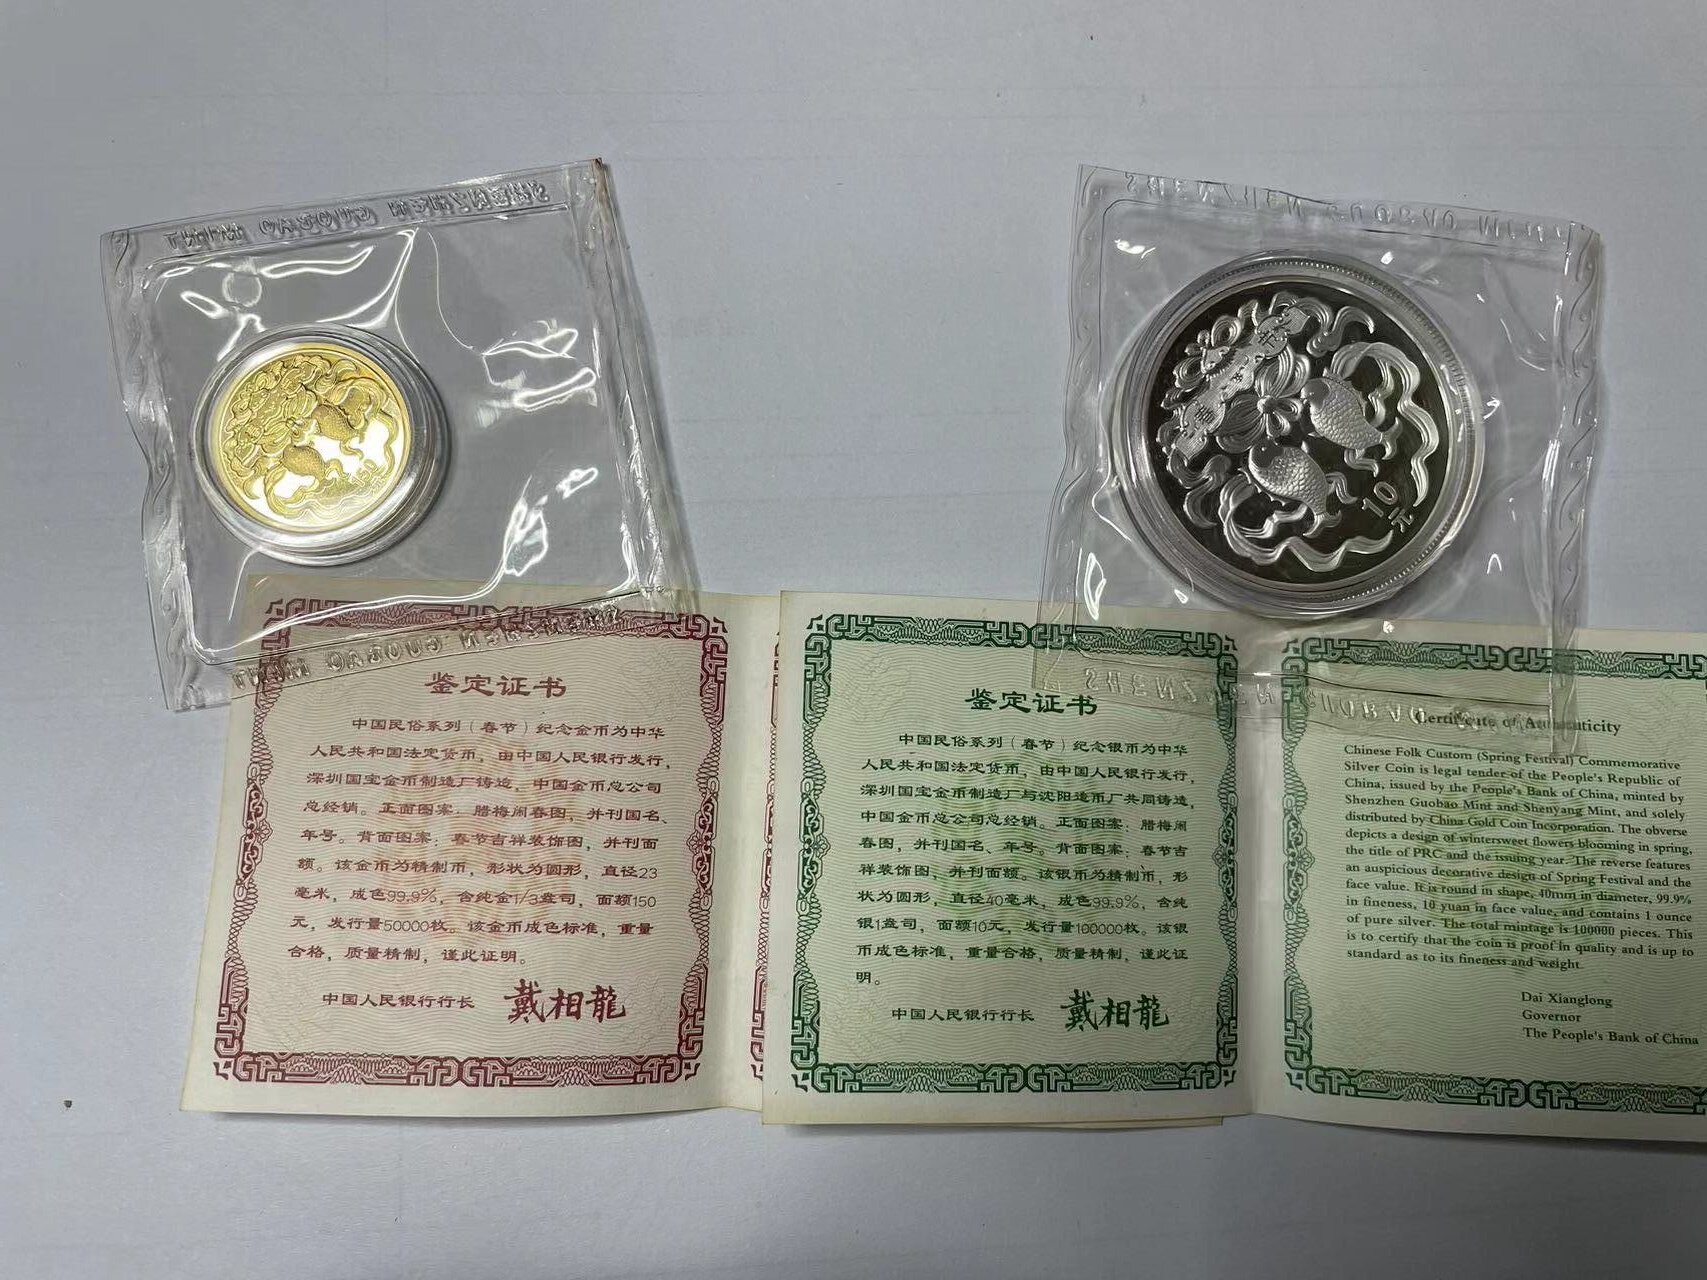 SHENZHEN GUOBAO MINT
SHENZHEN GUOBAO MINT
10
元
SHENZHEN GUOBAO MINT
鉴定证书
中国民俗系列（春节）纪念金币为中华
人民共和国法定货币，由中国人民银行发行，
深圳国宝金币制造厂铸造，中国金币总公司
总经销。正面图案：腊梅闹春图，并刊国名、
年号。背面图案：春节吉祥装饰图，并刊面
额。该金币为精制币，形状为圆形，直径23
毫米，成色99.9%，含纯金1/3盎司，面额150
元，发行量50000枚。该金币成色标准，重量
合格，质量精制，谨此证明。
中国人民银行行长 戴相龍
鉴定证书
中国民俗系列（春节）纪念银币为中华
人民共和国法定货币，由中国人民银行发行，
深圳国宝金币制造厂与沈阳造币厂共同铸造，
中国金币总公司总经销。正面图案：腊梅闹
春图，并刊国名、年号。背面图案：春节吉
祥装饰图，并刊面额。该银币为精制币，形
状为圆形，直径40毫米，成色99.9%，含纯
银1盎司，面额10元，发行量100000枚。该银
币成色标准，重量合格，质量精制，谨此证
明。
中国人民银行行长 戴相龍
Certificate of Authenticity
Chinese Folk Custom (Spring Festival) Commemorative
Silver Coin is legal tender of the People's Republic of
China, issued by the People's Bank of China, minted by
Shenzhen Guobao Mint and Shenyang Mint, and solely
distributed by China Gold Coin Incorporation. The obverse
depicts a design of wintersweet flowers blooming in spring,
the title of PRC and the issuing year. The reverse features
an auspicious decorative design of Spring Festival and the
face value. It is round in shape, 40mm in diameter, 99.9%
in fineness, 10 yuan in face value, and contains 1 ounce
of pure silver. The total mintage is 100000 pieces. This
is to certify that the coin is proof in quality and is up to
standard as to its fineness and weight.
Dai Xianglong
Governor
The People's Bank of China